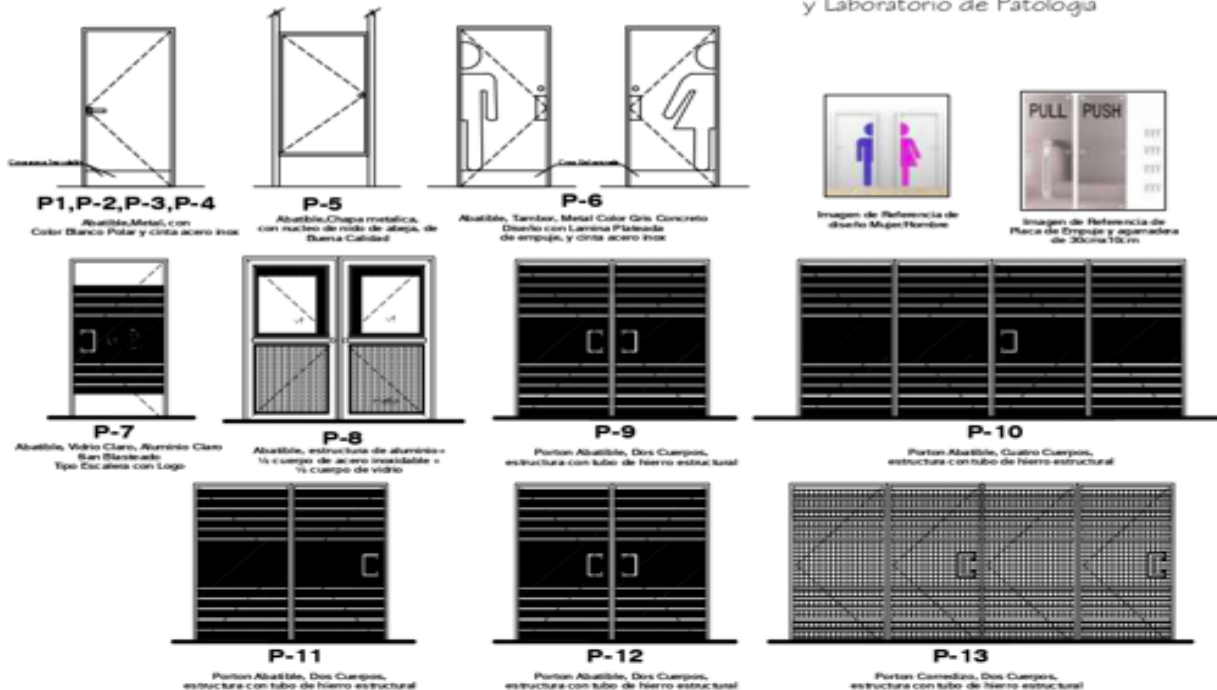 y Laboratorio de Patología
P1,P-2,P-3,P-4
Abatible,Metal, con
Color Blanco Polar y cinta acero inox
P-5
Abatible,Chapa metalica,
con nucleo de nido de abeja, de
Buena Calidad
P-6
Abatible, Tambor, Metal Color Gris Concreto
Diseño con Lamina Plateada
de empuje, y cinta acero inox
Imagen de Referencia de
diseño Mujer/Hombre
PULL PUSH
Imagen de Referencia de
Placa de Empuje y agarradera
de 30cmx10cm
P-7
Abatible, Vidrio Claro, Aluminio Claro
San Blasteado
Tipo Escalera con Logo
P-8
Abatible, estructura de aluminio +
½ cuerpo de acero inoxidable +
½ cuerpo de vidrio
P-9
Porton Abatible, Dos Cuerpos,
estructura con tubo de hierro estructural
P-10
Porton Abatible, Cuatro Cuerpos,
estructura con tubo de hierro estructural
P-11
Porton Abatible, Dos Cuerpos,
estructura con tubo de hierro estructural
P-12
Porton Abatible, Dos Cuerpos,
estructura con tubo de hierro estructural
P-13
Porton Corredizo, Dos Cuerpos,
estructura con tubo de hierro estructural